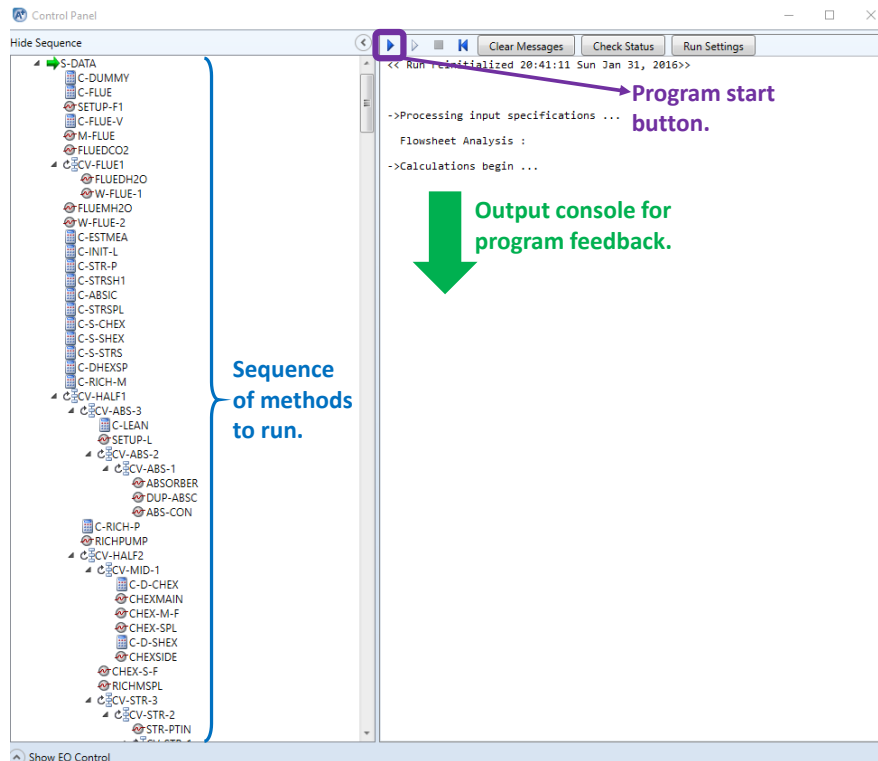 Control Panel
Hide Sequence
Clear Messages
Check Status
Run Settings
S-DATA
C-DUMMY
C-FLUE
SETUP-F1
C-FLUE-V
M-FLUE
FLUEDCO2
CV-FLUE1
FLUEDH2O
W-FLUE-1
FLUEMH2O
W-FLUE-2
C-ESTMEA
C-INIT-L
C-STR-P
C-STRSH1
C-ABSIC
C-STRSPL
C-S-CHEX
C-S-SHEX
C-S-STRS
C-DHEXSP
C-RICH-M
CV-HALF1
CV-ABS-3
C-LEAN
SETUP-L
CV-ABS-2
CV-ABS-1
ABSORBER
DUP-ABSC
ABS-CON
C-RICH-P
RICHPUMP
CV-HALF2
CV-MID-1
C-D-CHEX
CHEXMAIN
CHEX-M-F
CHEX-SPL
C-D-SHEX
CHEXSIDE
CHEX-S-F
RICHMSPL
CV-STR-3
CV-STR-2
STR-PTIN
Sequence
of methods
to run.
<< Run reinitialized 20:41:11 Sun Jan 31, 2016>>
Program start
button.
->Processing input specifications ...
Flowsheet Analysis :
->Calculations begin ...
Output console for
program feedback.
Show EO Control